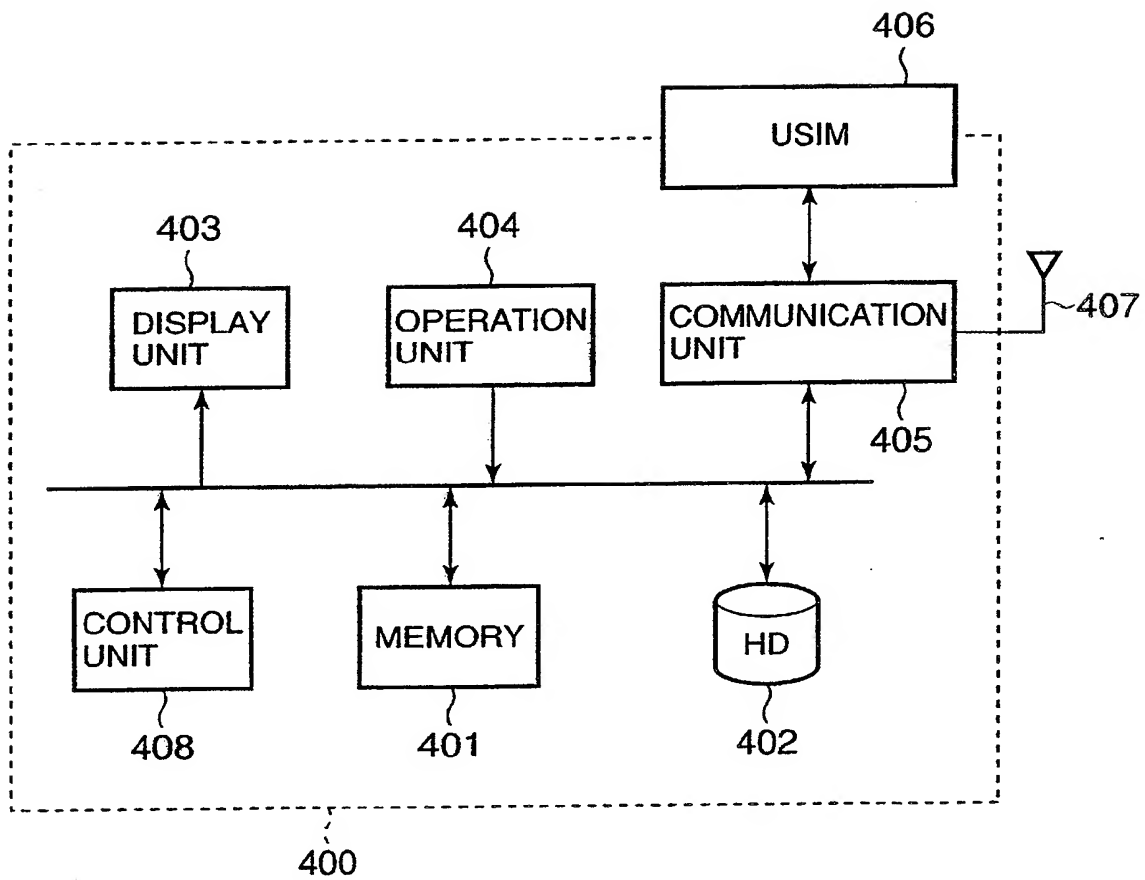 406
USIM
403
404
DISPLAY
UNIT
OPERATION
UNIT
COMMUNICATION
UNIT
407
405
CONTROL
UNIT
MEMORY
HD
408
401
402
400